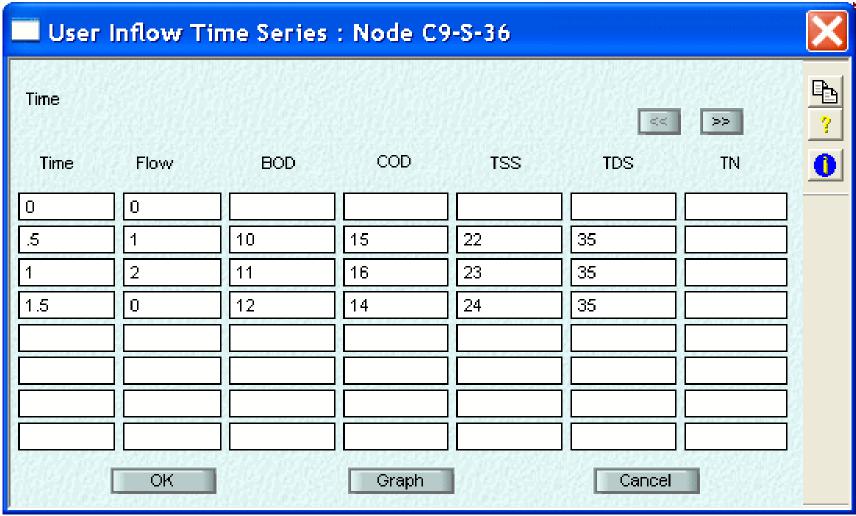 User Inflow Time Series : Node C9-S-36
Time
<< >>
Time Flow BOD COD TSS TDS TN
0 0
.5 1 10 15 22 35
1 2 11 16 23 35
1.5 0 12 14 24 35
OK Graph Cancel